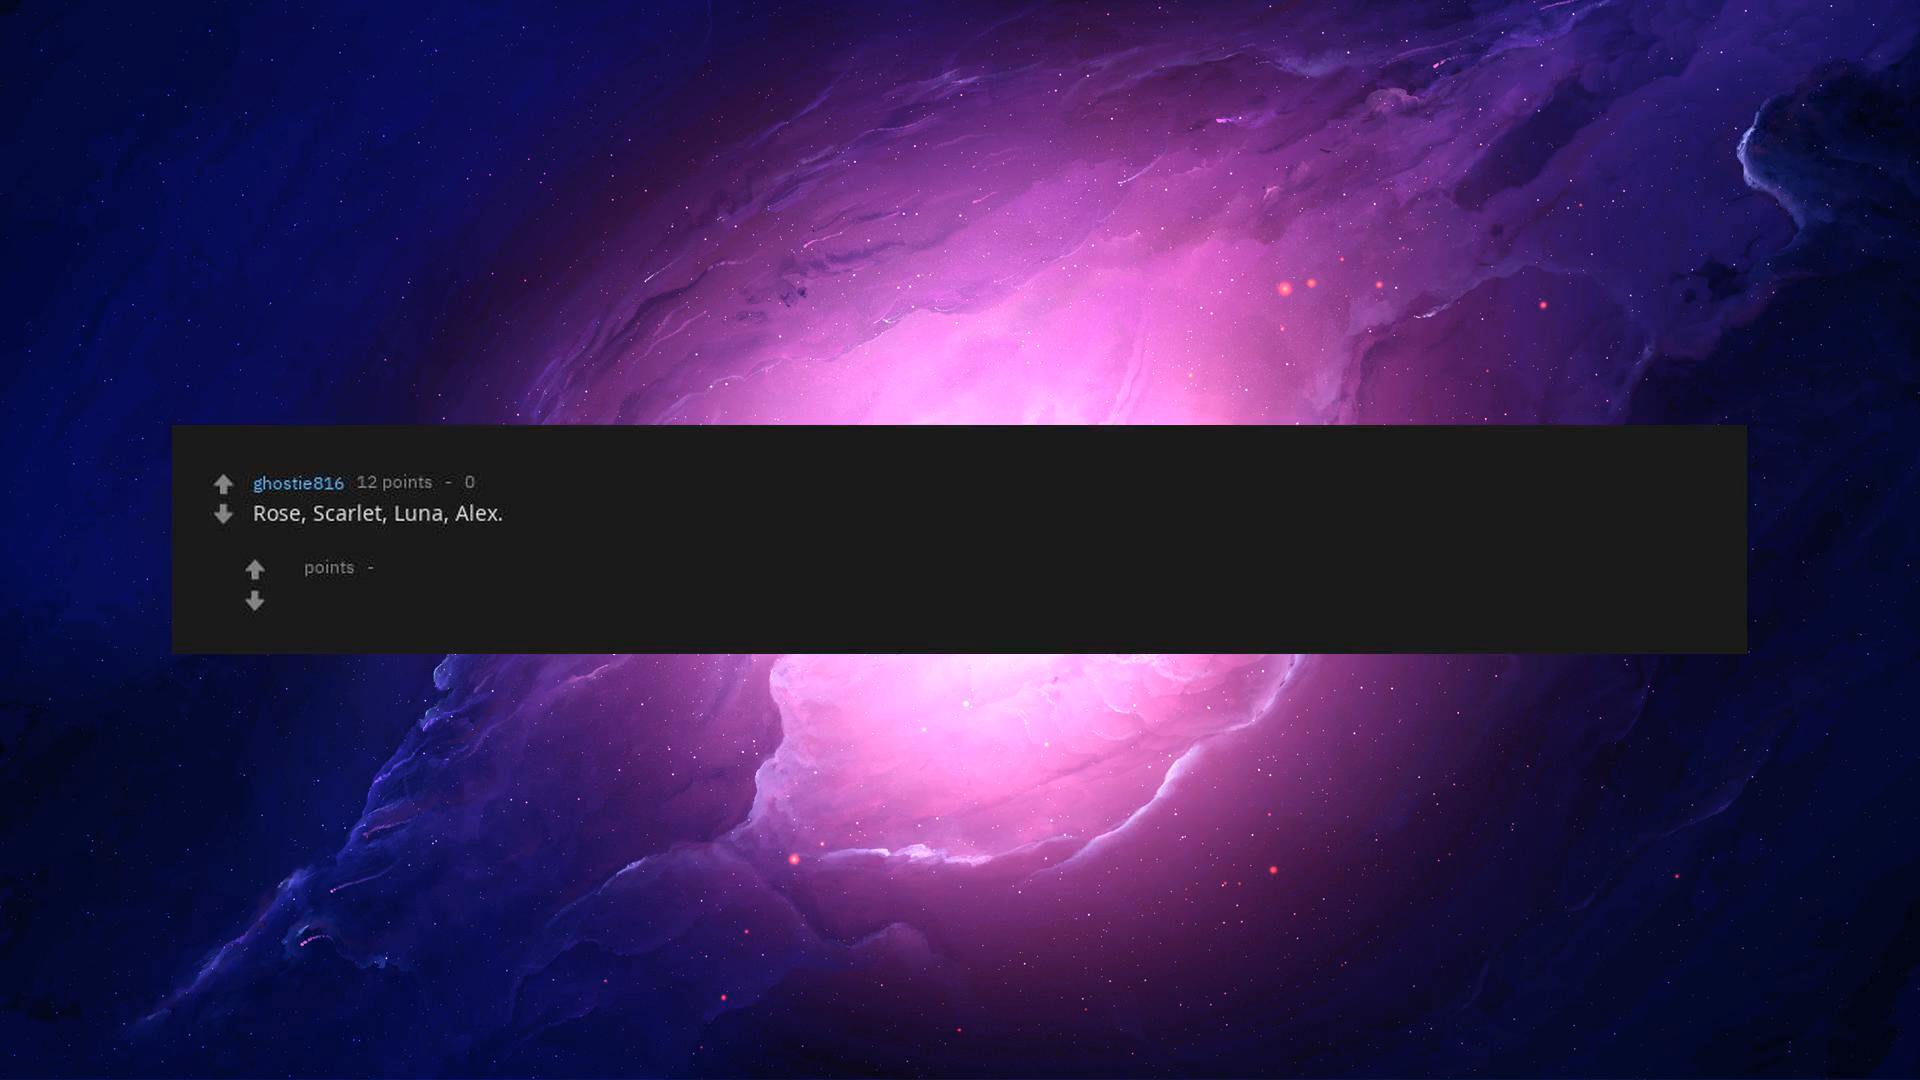 ghostie816 12 points - 0
Rose, Scarlet, Luna, Alex.
points -